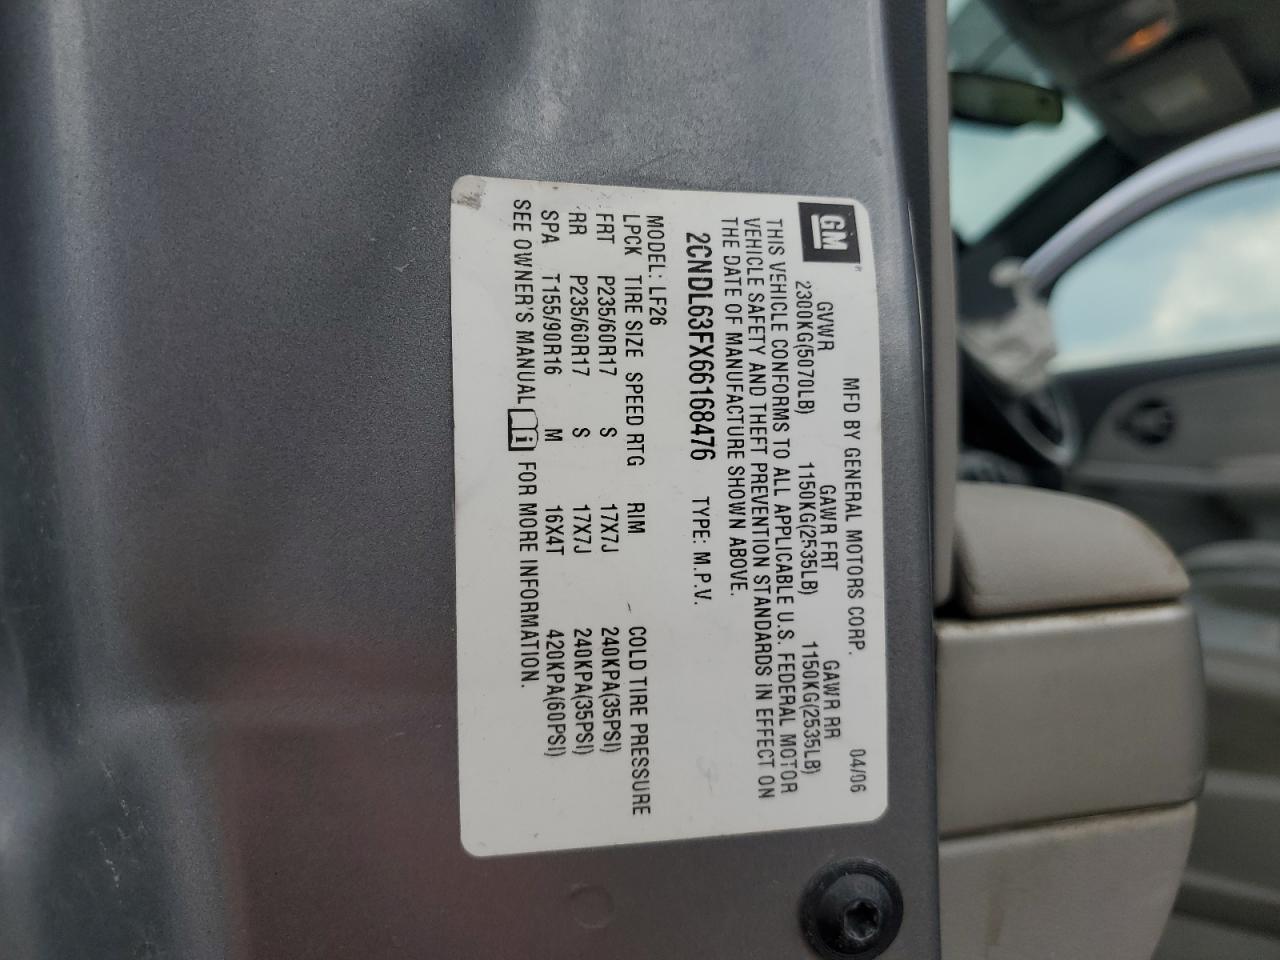 GM
MFD BY GENERAL MOTORS CORP. 04/06
GVWR GAWR FRT GAWR RR
2300KG(5070LB) 1150KG(2535LB) 1150KG(2535LB)
THIS VEHICLE CONFORMS TO ALL APPLICABLE U.S. FEDERAL MOTOR
VEHICLE SAFETY AND THEFT PREVENTION STANDARDS IN EFFECT ON
THE DATE OF MANUFACTURE SHOWN ABOVE.
2CNDL63FX66168476 TYPE: M.P.V.
MODEL: LF26
LPCK TIRE SIZE SPEED RTG RIM COLD TIRE PRESSURE
FRT P235/60R17 S 17X7J 240KPA(35PSI)
RR P235/60R17 S 17X7J 240KPA(35PSI)
SPA T155/90R16 M 16X4T 420KPA(60PSI)
SEE OWNER'S MANUAL i FOR MORE INFORMATION.